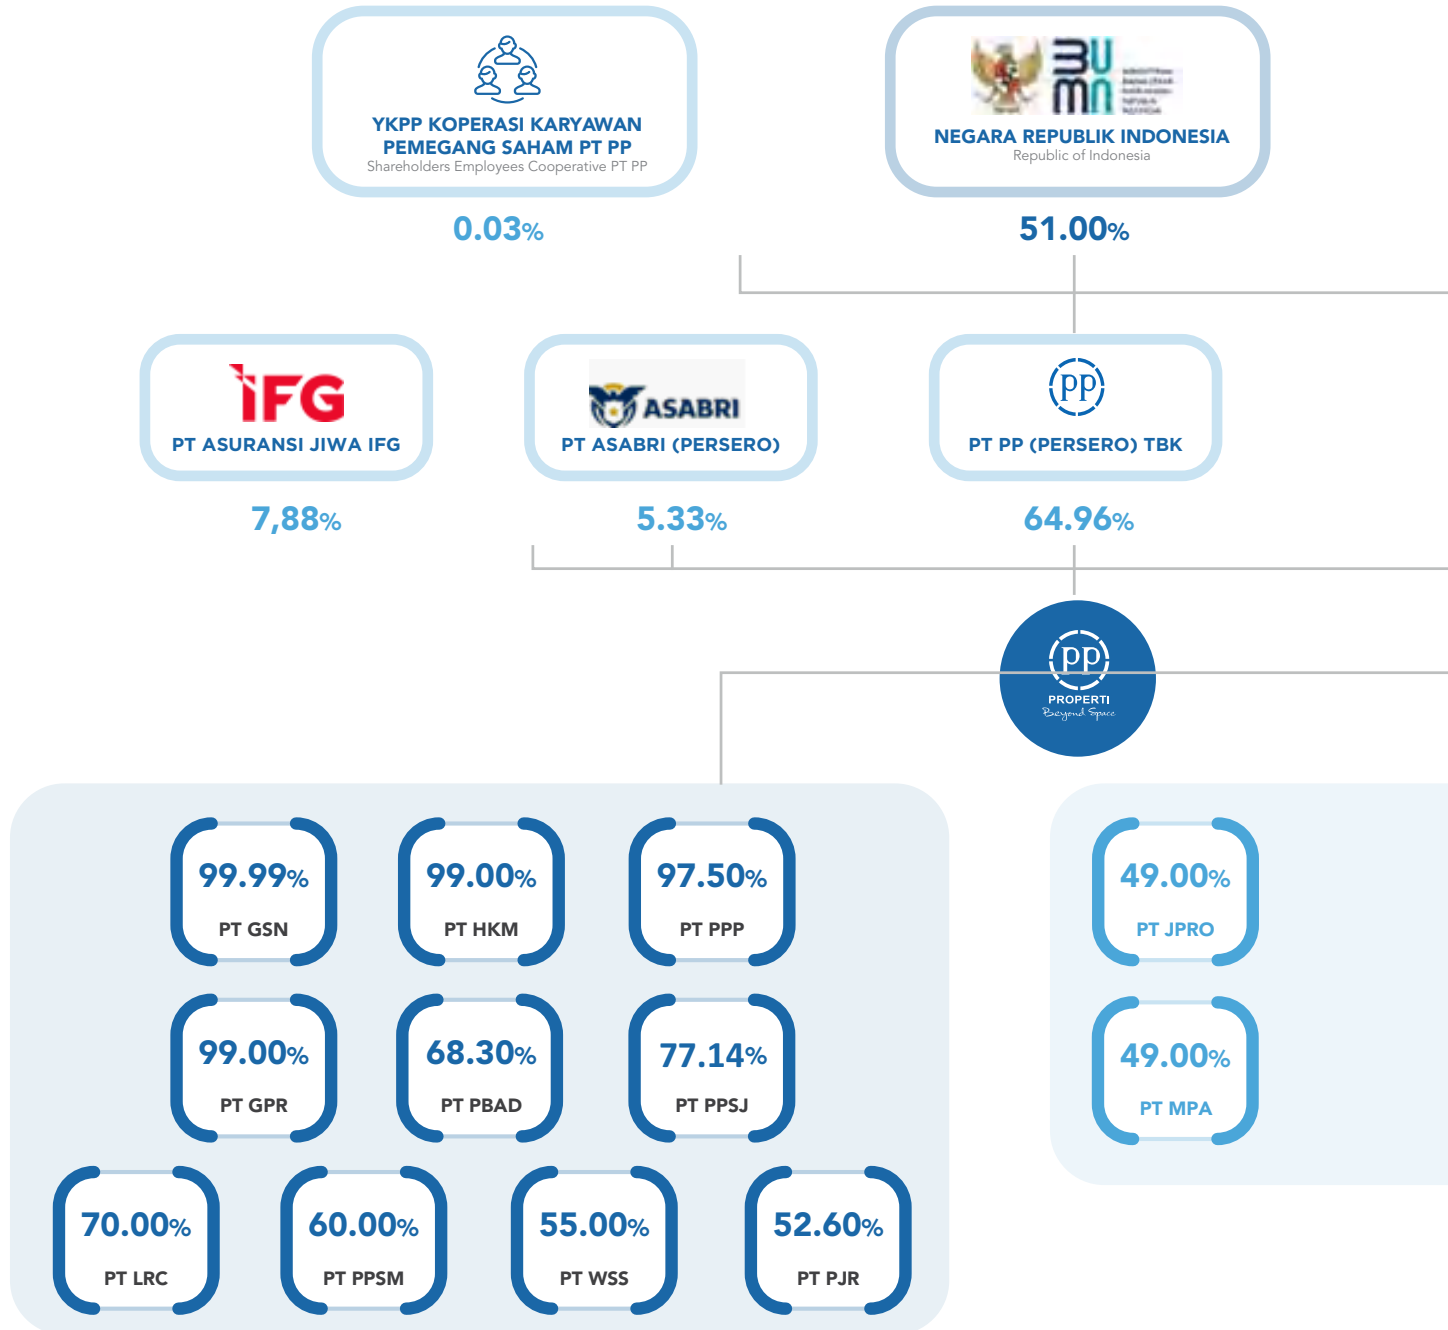 YKPP KOPERASI KARYAWAN
PEMEGANG SAHAM PT PP
Shareholders Employees Cooperative PT PP
0.03%
BUMN
NEGARA REPUBLIK INDONESIA
Republic of Indonesia
51.00%
IFG
PT ASURANSI JIWA IFG
7,88%
ASABRI
PT ASABRI (PERSERO)
5.33%
pp
PT PP (PERSERO) TBK
64.96%
pp
PROPERTI
Beyond Space
99.99%
PT GSN
99.00%
PT HKM
97.50%
PT PPP
99.00%
PT GPR
68.30%
PT PBAD
77.14%
PT PPSJ
70.00%
PT LRC
60.00%
PT PPSM
55.00%
PT WSS
52.60%
PT PJR
49.00%
PT JPRO
49.00%
PT MPA